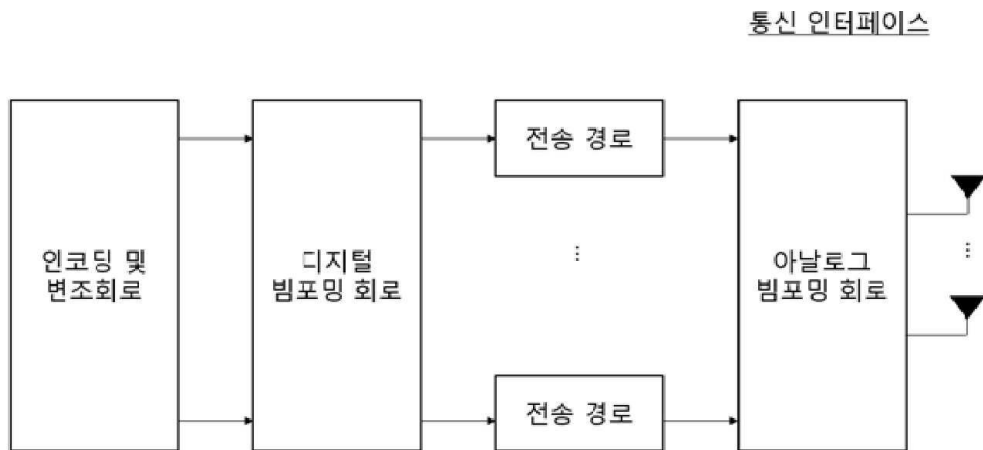 통신 인터페이스
인코딩 및
변조회로
디지털
빔포밍 회로
전송 경로
⋮
전송 경로
아날로그
빔포밍 회로
⋮